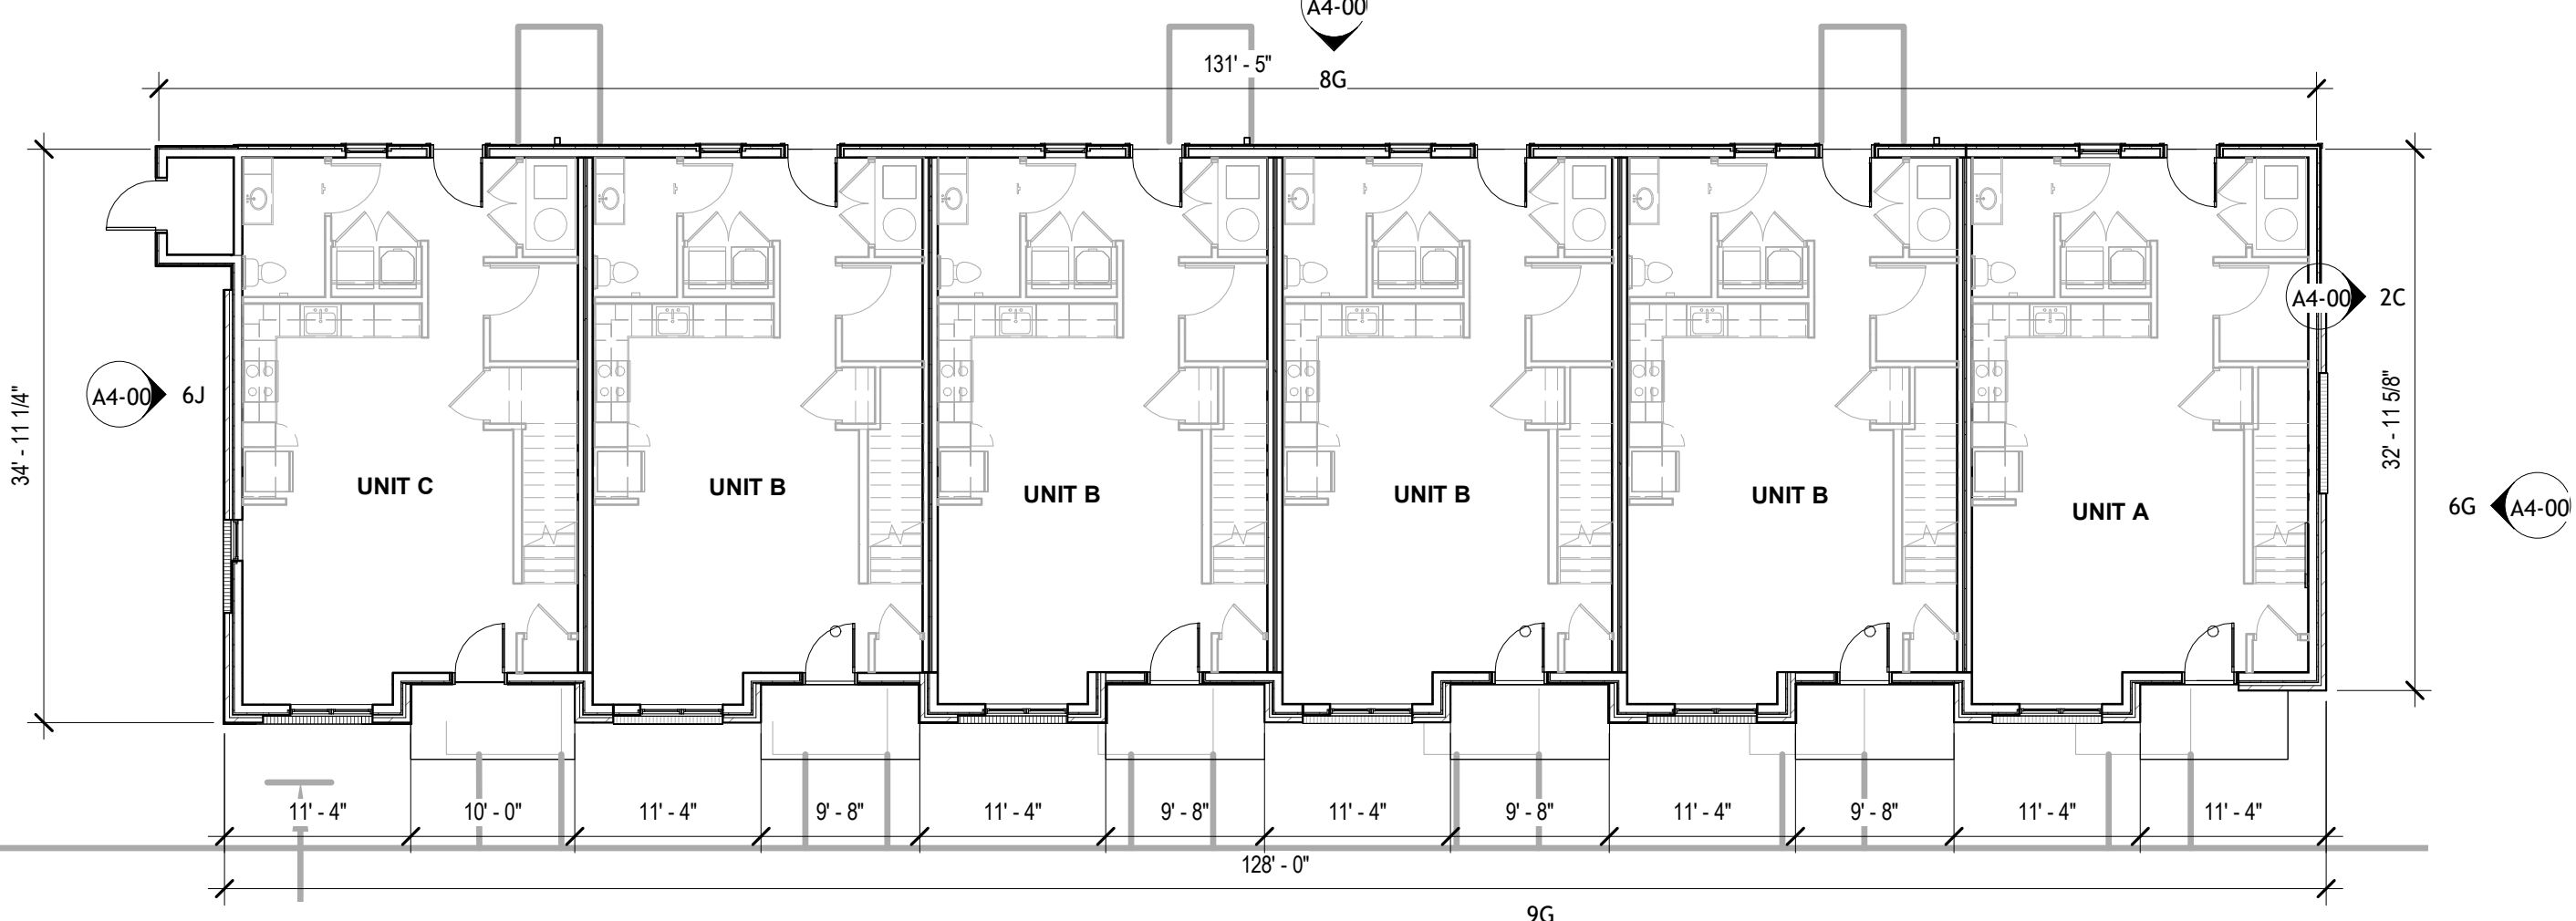 A4-00
131' - 5"
8G
A4-00 2C
A4-00 6J
34' - 11 1/4"
32' - 11 5/8"
UNIT C
UNIT B
UNIT B
UNIT B
UNIT B
UNIT A
6G A4-00
11' - 4"
10' - 0"
11' - 4"
9' - 8"
11' - 4"
9' - 8"
11' - 4"
9' - 8"
11' - 4"
9' - 8"
11' - 4"
11' - 4"
128' - 0"
9G